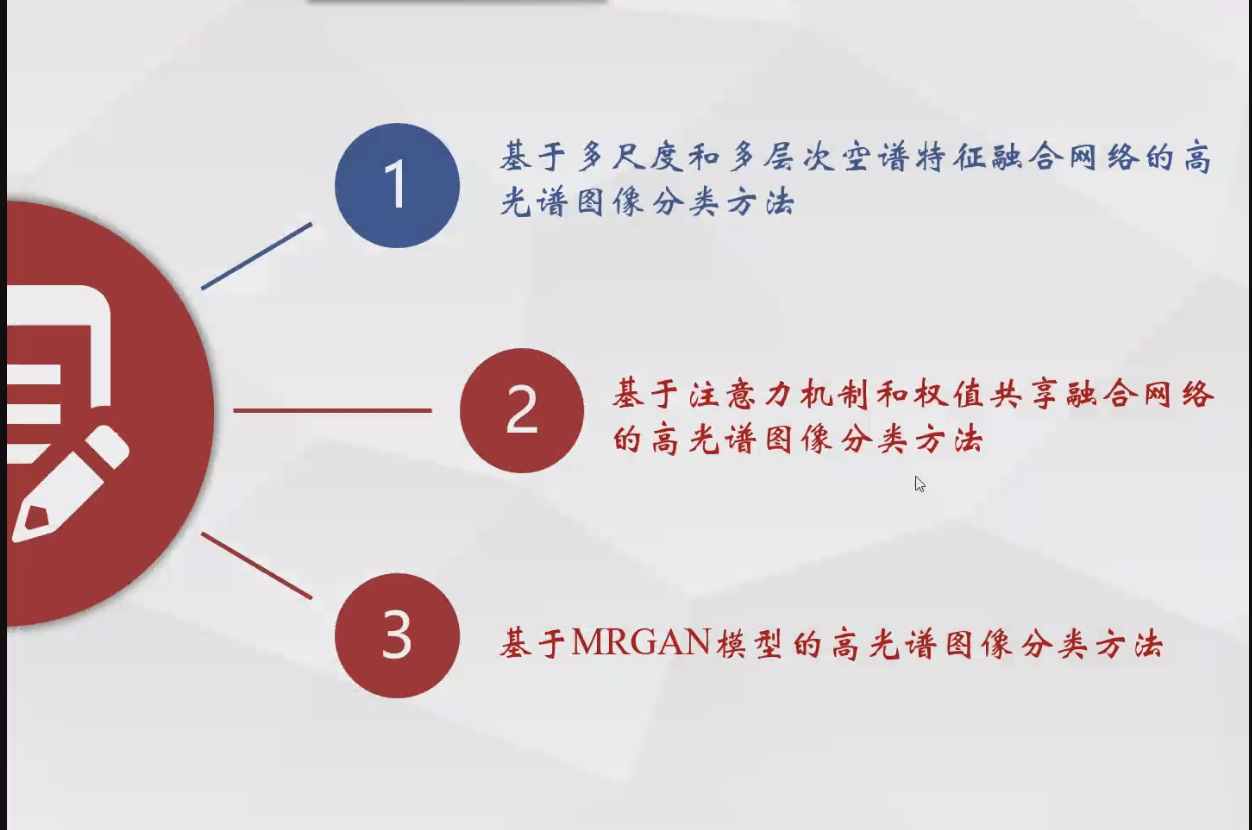 1
基于多尺度和多层次空谱特征融合网络的高
光谱图像分类方法
2
基于注意力机制和权值共享融合网络
的高光谱图像分类方法
3
基于MRGAN模型的高光谱图像分类方法